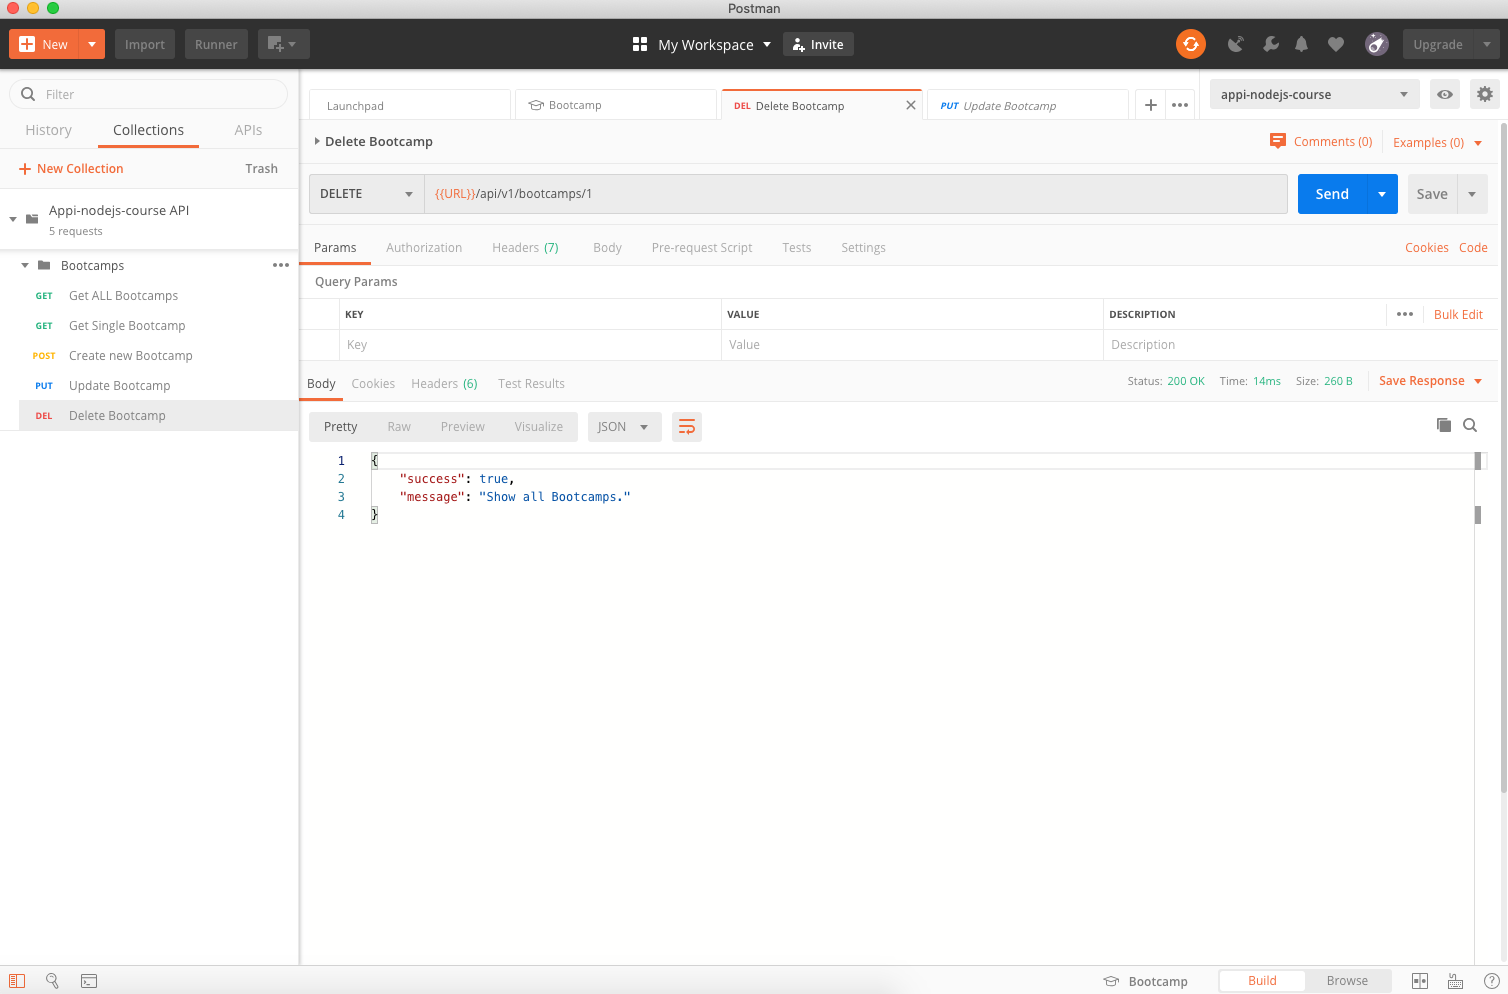 Postman
New
Import
Runner
My Workspace
Invite
Upgrade
Filter
History
Collections
APIs
New Collection
Trash
Appi-nodejs-course API
5 requests
Bootcamps
GET Get ALL Bootcamps
GET Get Single Bootcamp
POST Create new Bootcamp
PUT Update Bootcamp
DEL Delete Bootcamp
Launchpad
Bootcamp
DEL Delete Bootcamp
PUT Update Bootcamp
appi-nodejs-course
Delete Bootcamp
Comments (0)
Examples (0)
DELETE
{{URL}}/api/v1/bootcamps/1
Send
Save
Params
Authorization
Headers (7)
Body
Pre-request Script
Tests
Settings
Cookies
Code
Query Params
KEY
VALUE
DESCRIPTION
Bulk Edit
Key
Value
Description
Body
Cookies
Headers (6)
Test Results
Status: 200 OK
Time: 14ms
Size: 260 B
Save Response
Pretty
Raw
Preview
Visualize
JSON
1 {
2 "success": true,
3 "message": "Show all Bootcamps."
4 }
Bootcamp
Build
Browse